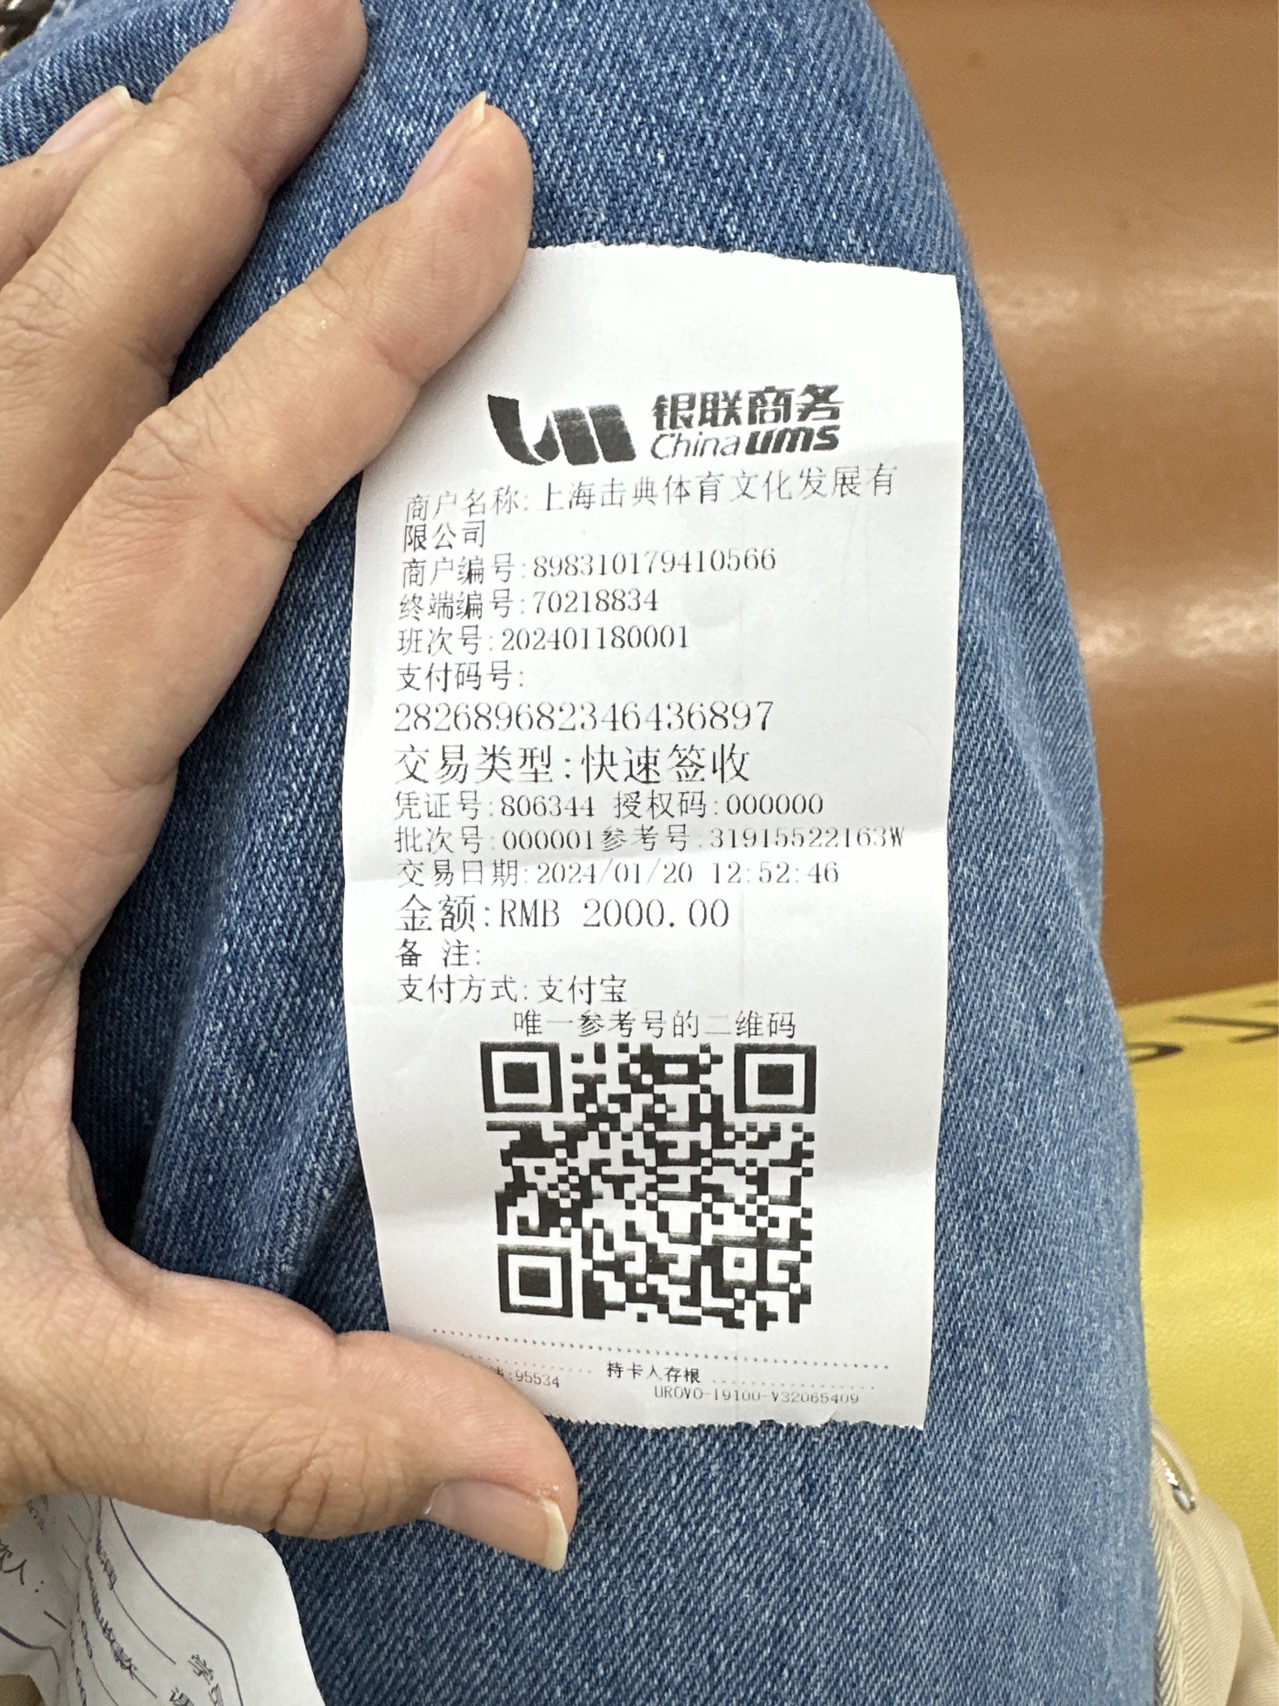 银联商务
China ums
商户名称:上海击典体育文化发展有
限公司
商户编号:898310179410566
终端编号:70218834
班次号:202401180001
支付码号:
282689682346436897
交易类型:快速签收
凭证号:806344 授权码:000000
批次号:000001参考号:31915522163W
交易日期:2024/01/20 12:52:46
金额:RMB 2000.00
备 注:
支付方式:支付宝
唯一参考号的二维码
持卡人存根
:95534
UROVO-I9100-V32065409